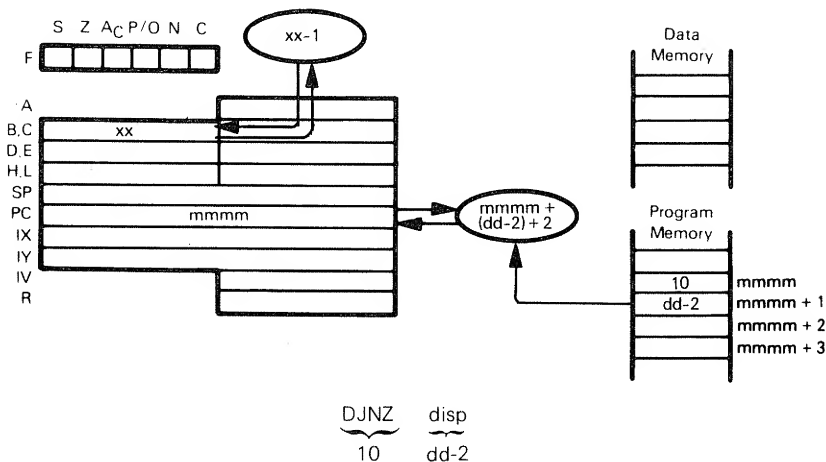 S Z AC P/O N C
F
xx-1
A
B,C xx
D,E
H,L
SP
PC mmmm
IX
IY
IV
R
mmmm +
(dd-2) + 2
Data
Memory
Program
Memory
10 mmmm
dd-2 mmmm + 1
mmmm + 2
mmmm + 3
DJNZ disp
10 dd-2